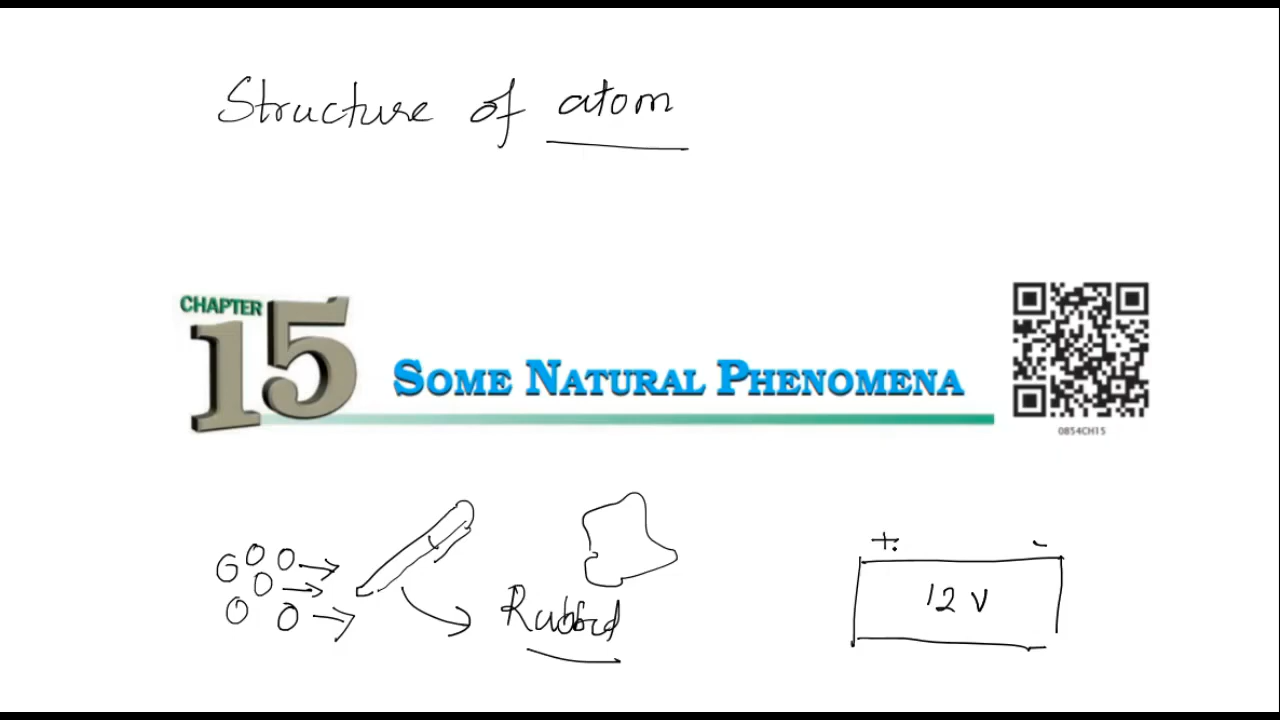 Structure of atom
CHAPTER
15
SOME NATURAL PHENOMENA
0854CH15
+ -
12 V
Rubbed